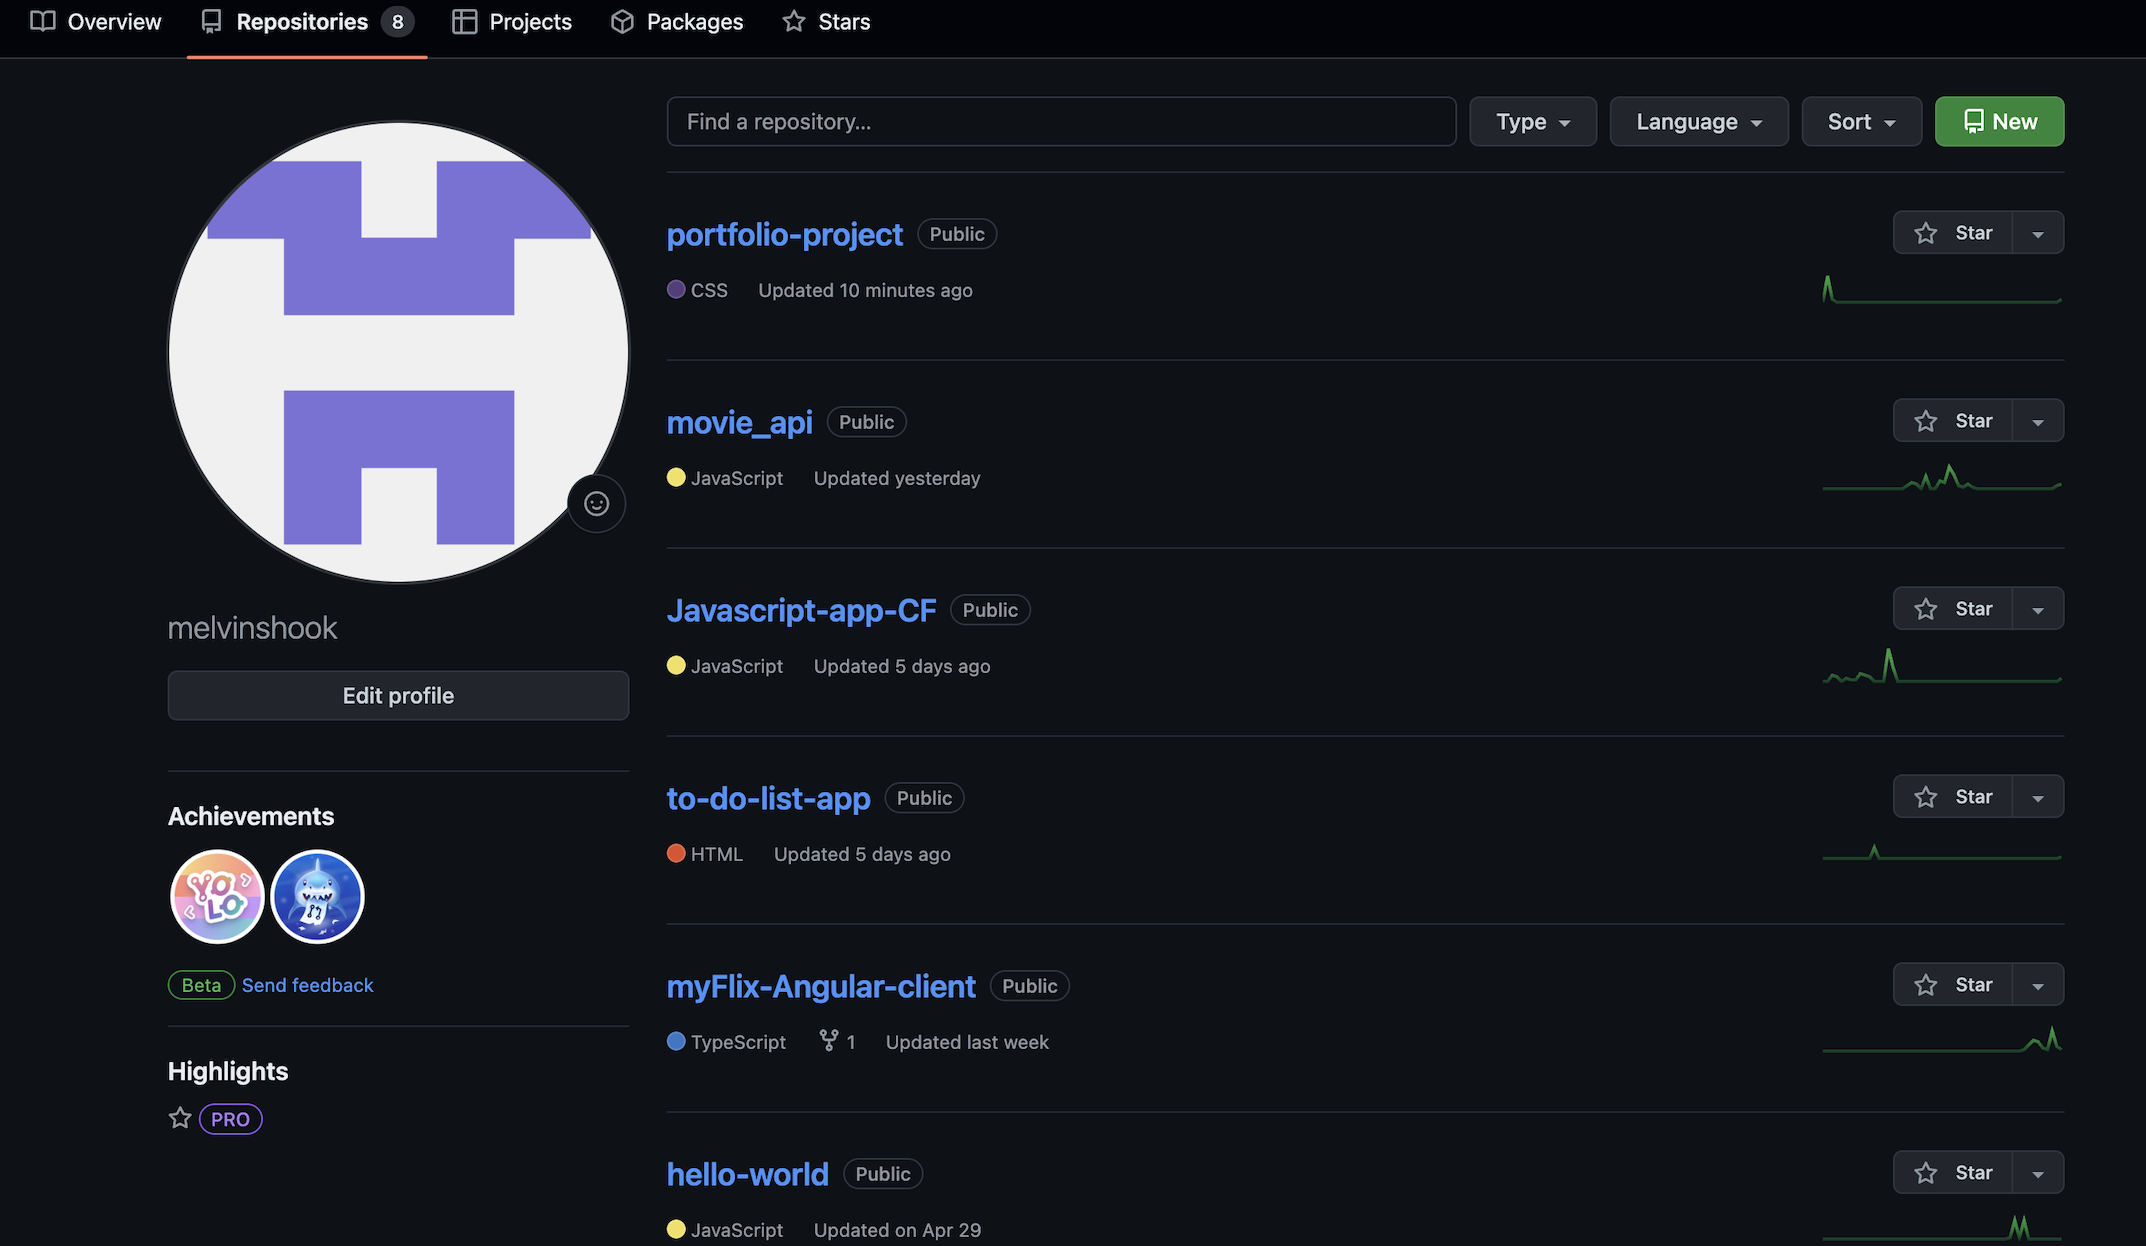 Overview Repositories 8 Projects Packages Stars
Find a repository... Type Language Sort New
melvinshook
Edit profile
Achievements
YOLO
Beta Send feedback
Highlights
PRO
portfolio-project Public Star
CSS Updated 10 minutes ago
movie_api Public Star
JavaScript Updated yesterday
Javascript-app-CF Public Star
JavaScript Updated 5 days ago
to-do-list-app Public Star
HTML Updated 5 days ago
myFlix-Angular-client Public Star
TypeScript 1 Updated last week
hello-world Public Star
JavaScript Updated on Apr 29